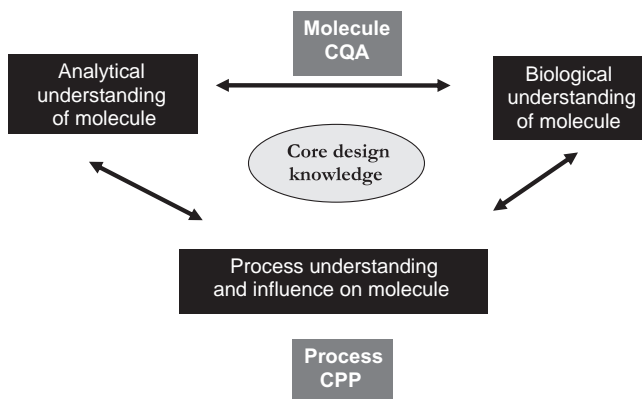 Molecule
CQA
Analytical
understanding
of molecule
Biological
understanding
of molecule
Core design
knowledge
Process understanding
and influence on molecule
Process
CPP